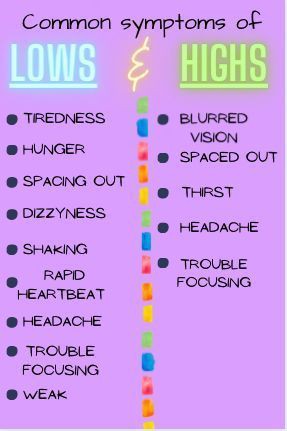 Common symptoms of
LOWS & HIGHS
TIREDNESS
HUNGER
SPACING OUT
DIZZYNESS
SHAKING
RAPID
HEARTBEAT
HEADACHE
TROUBLE
FOCUSING
WEAK
BLURRED
VISION
SPACED OUT
THIRST
HEADACHE
TROUBLE
FOCUSING